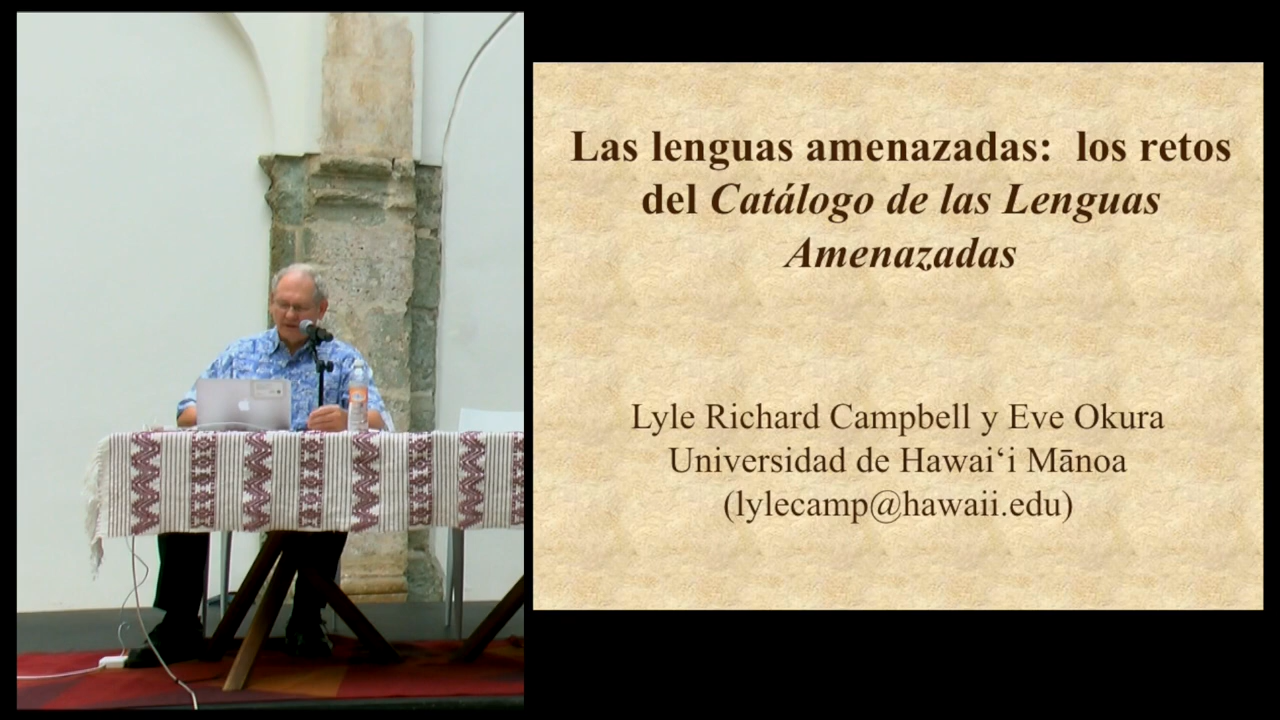 Las lenguas amenazadas: los retos
del Catálogo de las Lenguas
Amenazadas
Lyle Richard Campbell y Eve Okura
Universidad de Hawaiʻi Mānoa
(lylecamp@hawaii.edu)